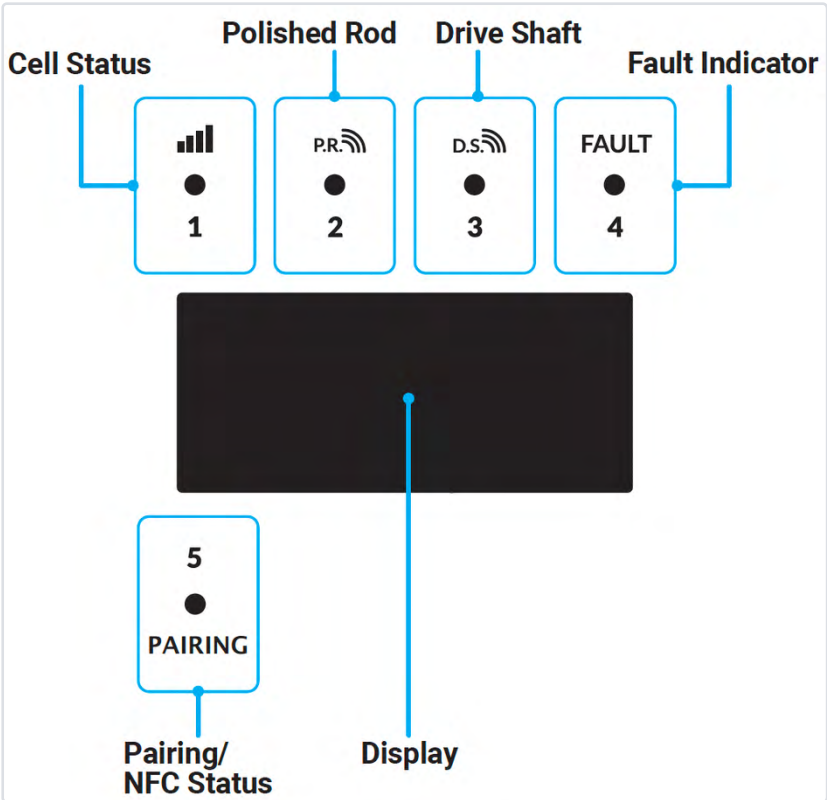 Polished Rod
Drive Shaft
Cell Status
Fault Indicator
P.R.
D.S.
FAULT
1
2
3
4
5
PAIRING
Pairing/
NFC Status
Display